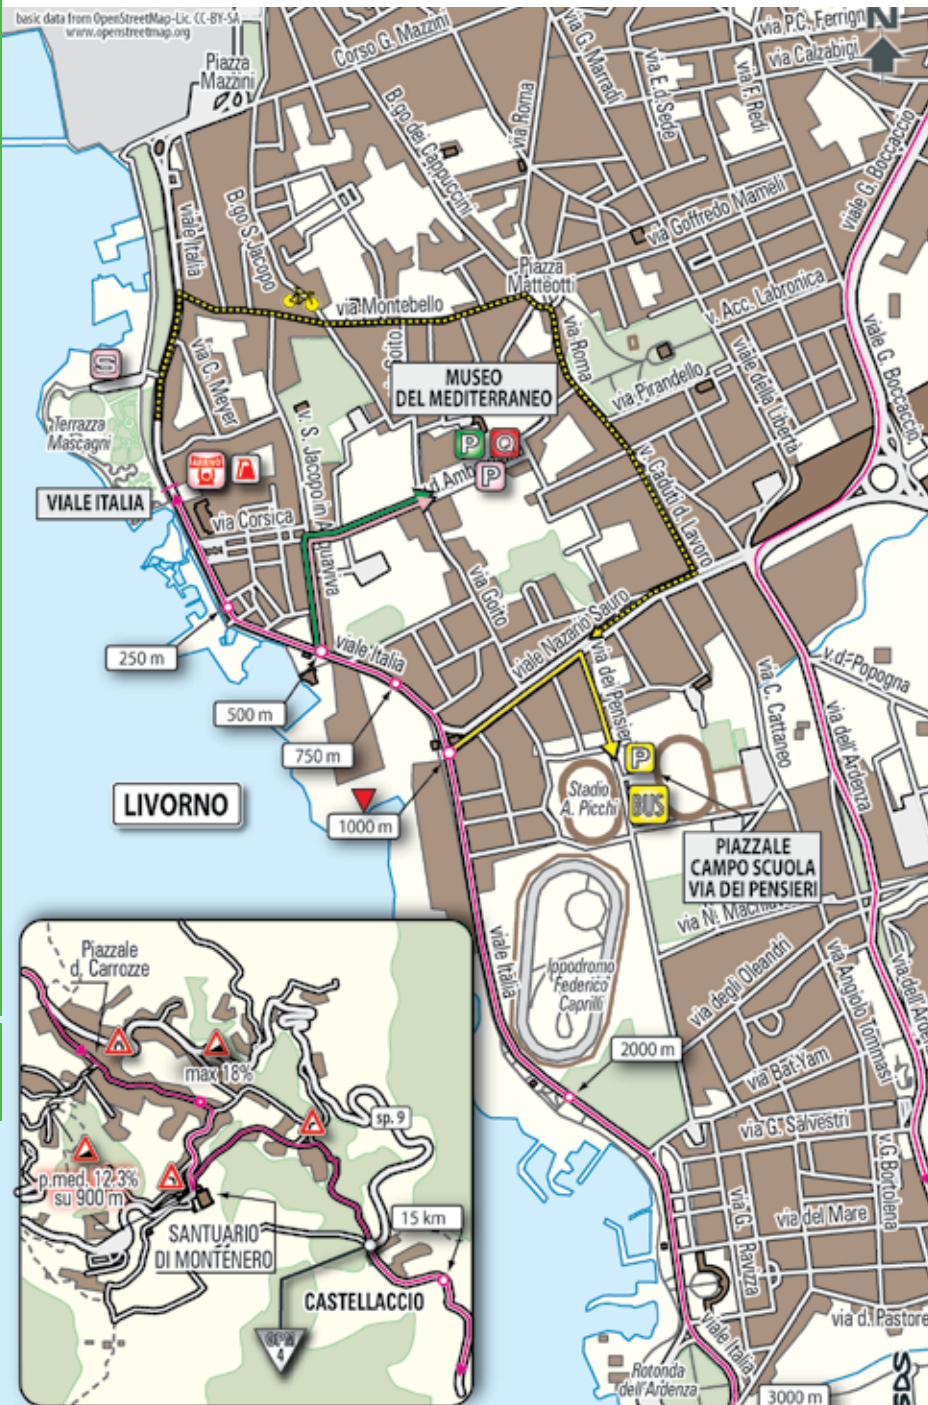 basic data from OpenStreetMap-Lic. CC-BY-SA
www.openstreetmap.org
Piazza
Mazzini
Corso G. Mazzini
via G. Marradi
via P.C. Ferrign
via Calzabigi
N
via E.d. Sede
via F. Redi
via Roma
B.go dei Cappuccini
viale G. Boccaccio
via Goffredo Mameli
viale Italia
B.go S.Jacopo
Piazza
Matteotti
via Montebello
v. Acc. Labronica
via Roma
viale della Libertà
viale G. Boccaccio
S
via C. Meyer
MUSEO
DEL MEDITERRANEO
via Pirandello
Terrazza
Mascagni
v. S. Jacopo in Acquaviva
P
Q
P
ARRIVO
v. Caduti d. Lavoro
VIALE ITALIA
via Corsica
via Goito
viale Nazario Sauro
250 m
viale Italia
via dei Pensieri
v.d. Popogna
500 m
via C. Cattaneo
via dell'Ardenza
750 m
P
BUS
Stadio
A. Picchi
LIVORNO
1000 m
PIAZZALE
CAMPO SCUOLA
VIA DEI PENSIERI
viale Italia
Ippodromo
Federico
Caprilli
via degli Oleandri
via Angiolo Tommasi
Piazzale
d. Carrozze
2000 m
via Bat-Yam
max 18%
sp. 9
via G. Salvestri
v.G.Bortolena
p.med. 12.3%
su 900 m
SANTUARIO
DI MONTENERO
15 km
via G. Ravizza
via del Mare
CASTELLACCIO
GPM
4
viale Italia
via d. Pastore
Rotonda
dell'Ardenza
3000 m
SDS